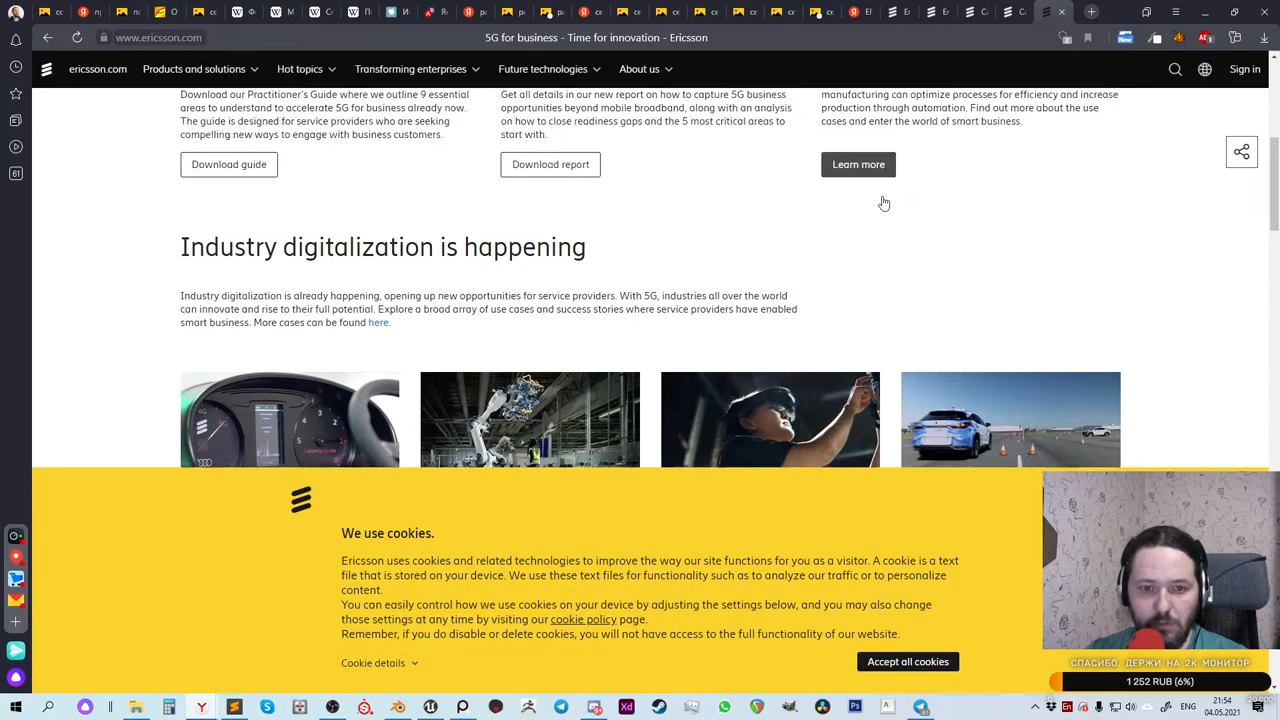 www.ericsson.com
5G for business - Time for innovation - Ericsson
New
ericsson.com
Products and solutions
Hot topics
Transforming enterprises
Future technologies
About us
Sign in
Download our Practitioner's Guide where we outline 9 essential
areas to understand to accelerate 5G for business already now.
The guide is designed for service providers who are seeking
compelling new ways to engage with business customers.
Download guide
Get all details in our new report on how to capture 5G business
opportunities beyond mobile broadband, along with an analysis
on how to close readiness gaps and the 5 most critical areas to
start with.
Download report
manufacturing can optimize processes for efficiency and increase
production through automation. Find out more about the use
cases and enter the world of smart business.
Learn more
61
Industry digitalization is happening
Industry digitalization is already happening, opening up new opportunities for service providers. With 5G, industries all over the world
can innovate and rise to their full potential. Explore a broad array of use cases and success stories where service providers have enabled
smart business. More cases can be found here.
We use cookies.
Ericsson uses cookies and related technologies to improve the way our site functions for you as a visitor. A cookie is a text
file that is stored on your device. We use these text files for functionality such as to analyze our traffic or to personalize
content.
You can easily control how we use cookies on your device by adjusting the settings below, and you may also change
those settings at any time by visiting our cookie policy page.
Remember, if you do disable or delete cookies, you will not have access to the full functionality of our website.
Cookie details
Accept all cookies
СПАСИБО, ДЕРЖИ НА 2К МОНИТОР
1 252 RUB (6%)
Xd
Ps
En
21:54
04.05.2021